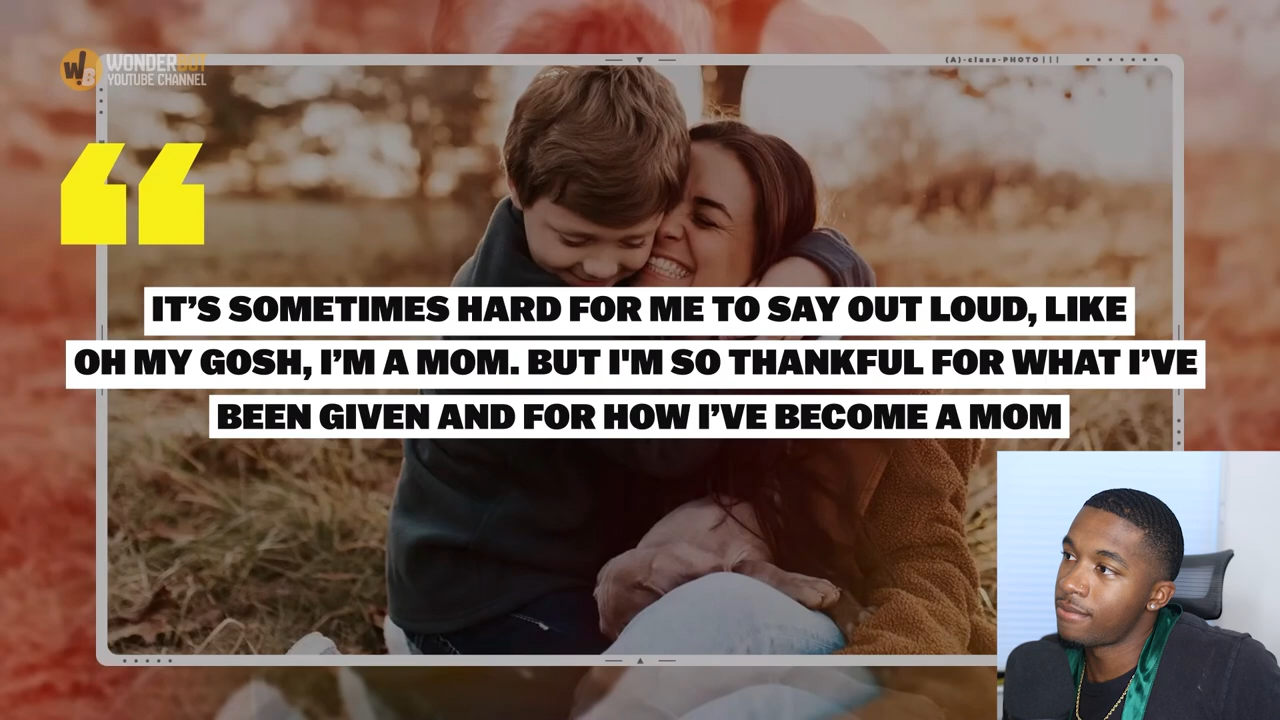 WONDERBOT
YOUTUBE CHANNEL
(A)-class-PHOTO |||
IT’S SOMETIMES HARD FOR ME TO SAY OUT LOUD, LIKE
OH MY GOSH, I’M A MOM. BUT I'M SO THANKFUL FOR WHAT I’VE
BEEN GIVEN AND FOR HOW I’VE BECOME A MOM